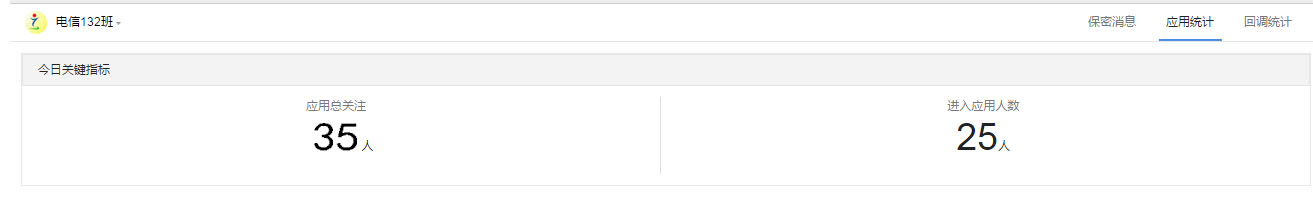 电信132班
保密消息 应用统计 回调统计
今日关键指标
应用总关注 进入应用人数
35人 25人